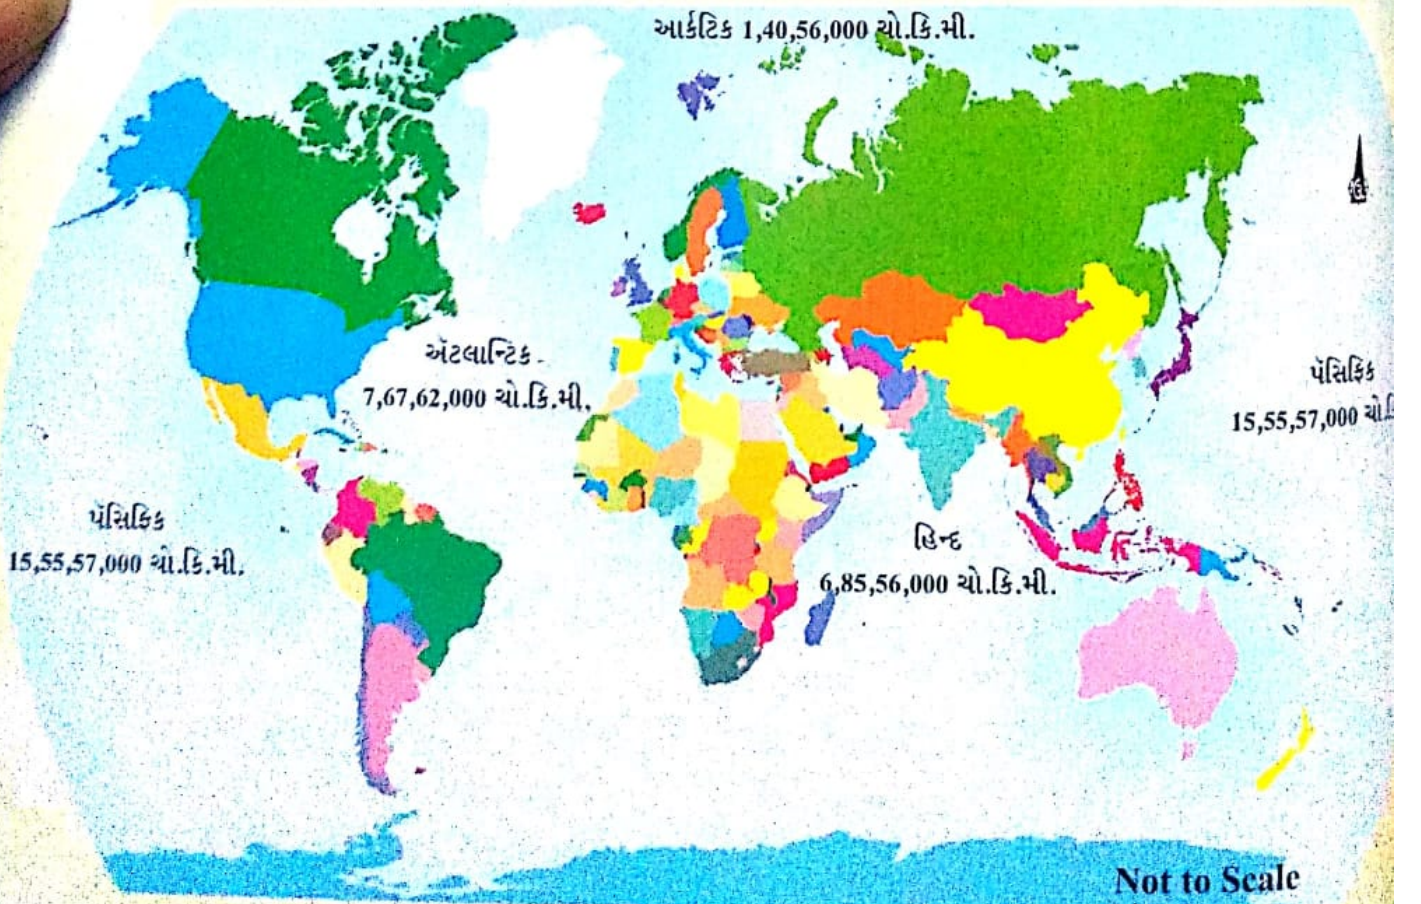 આર્કટિક 1,40,56,000 ચો.કિ.મી.
ઍટલાન્ટિક
7,67,62,000 ચો.કિ.મી.
પૅસિફિક
15,55,57,000 ચો.કિ
પૅસિફિક
15,55,57,000 ચો.કિ.મી.
હિન્દ
6,85,56,000 ચો.કિ.મી.
Not to Scale